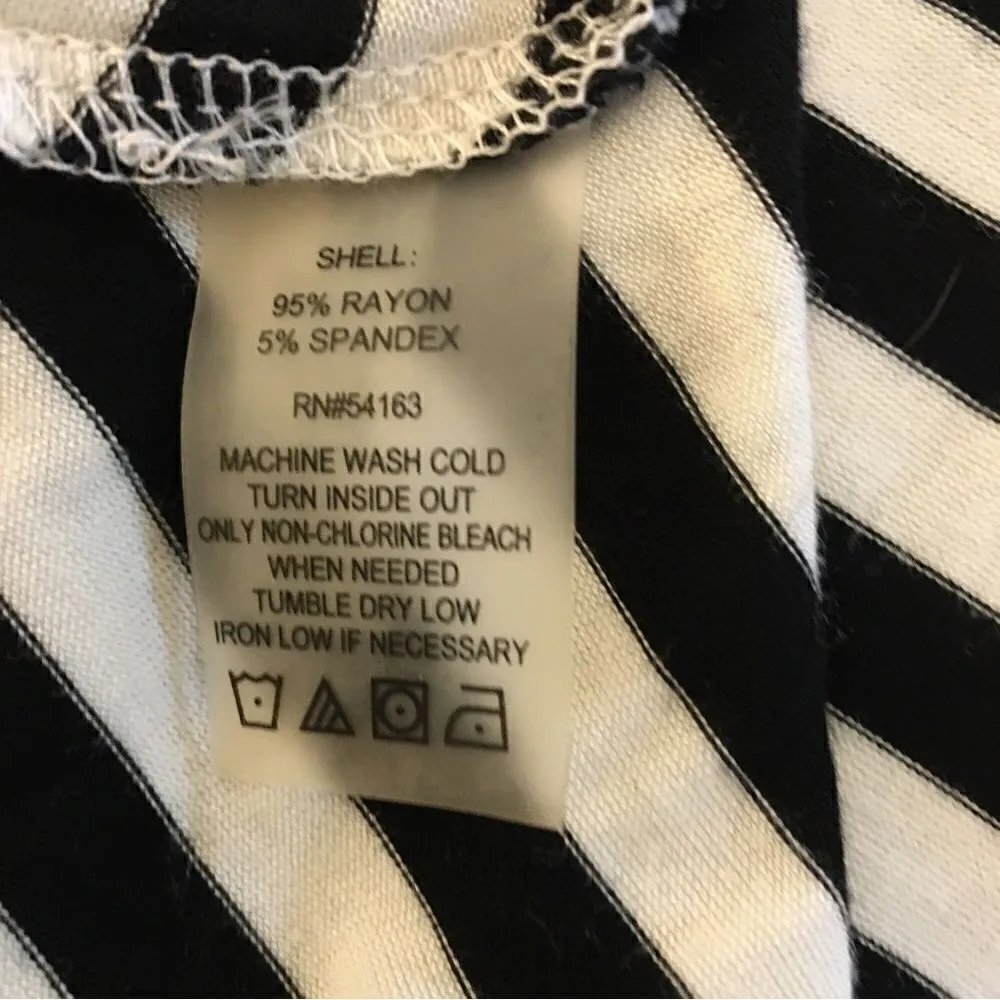 SHELL:
95% RAYON
5% SPANDEX
RN#54163
MACHINE WASH COLD
TURN INSIDE OUT
ONLY NON-CHLORINE BLEACH
WHEN NEEDED
TUMBLE DRY LOW
IRON LOW IF NECESSARY